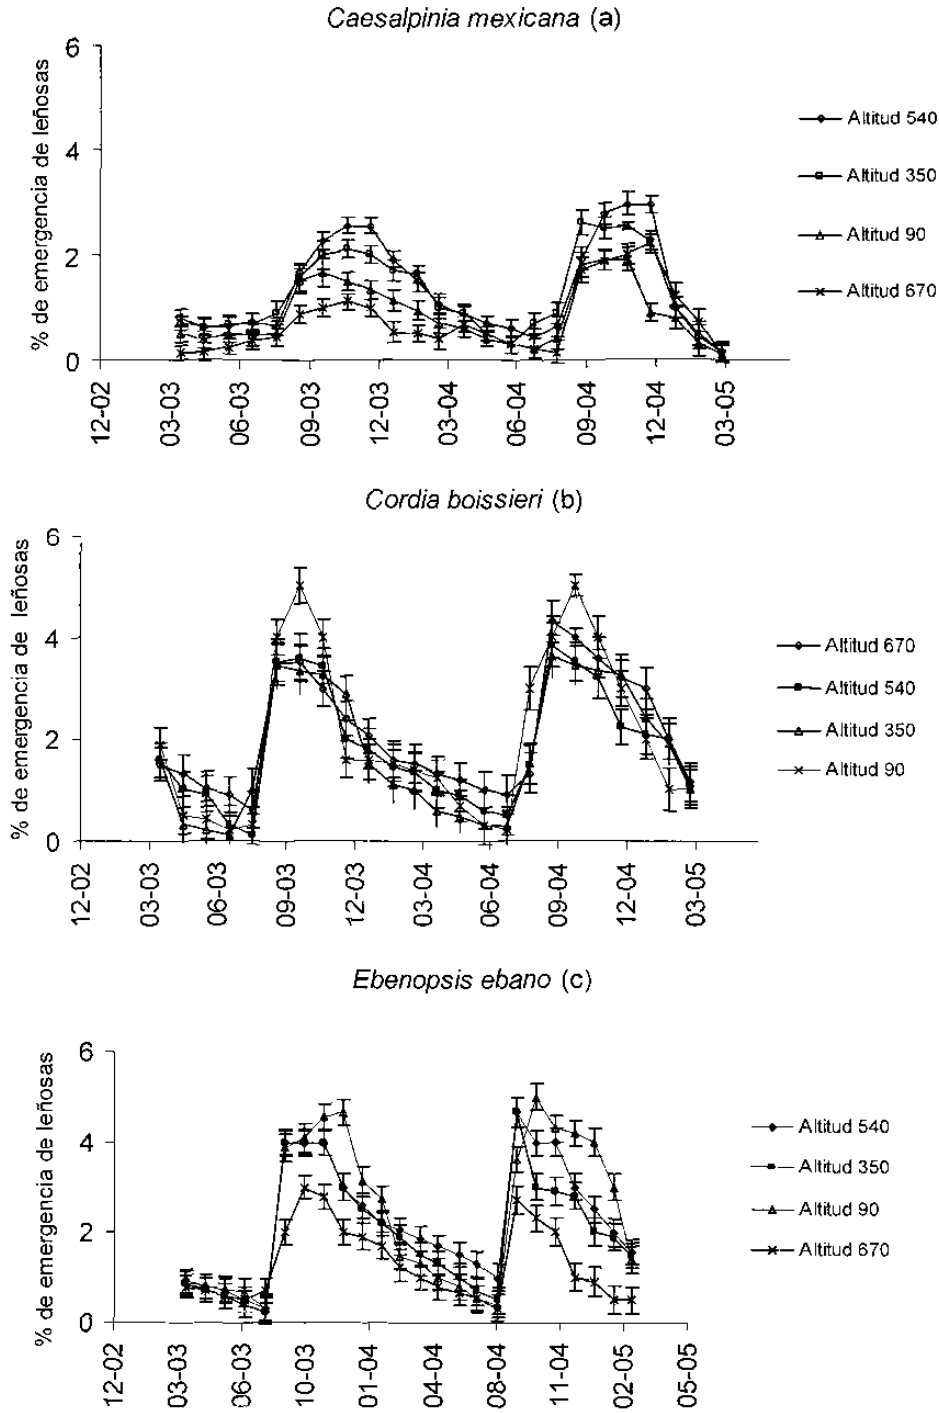 Caesalpinia mexicana (a)
% de emergencia de leñosas
6
4
2
0
12-02
03-03
06-03
09-03
12-03
03-04
06-04
09-04
12-04
03-05
Altitud 540
Altitud 350
Altitud 90
Altitud 670
Cordia boissieri (b)
% de emergencia de leñosas
6
4
2
0
12-02
03-03
06-03
09-03
12-03
03-04
06-04
09-04
12-04
03-05
Altitud 670
Altitud 540
Altitud 350
Altitud 90
Ebenopsis ebano (c)
% de emergencia de leñosas
6
4
2
0
12-02
03-03
06-03
10-03
01-04
04-04
08-04
11-04
02-05
05-05
Altitud 540
Altitud 350
Altitud 90
Altitud 670